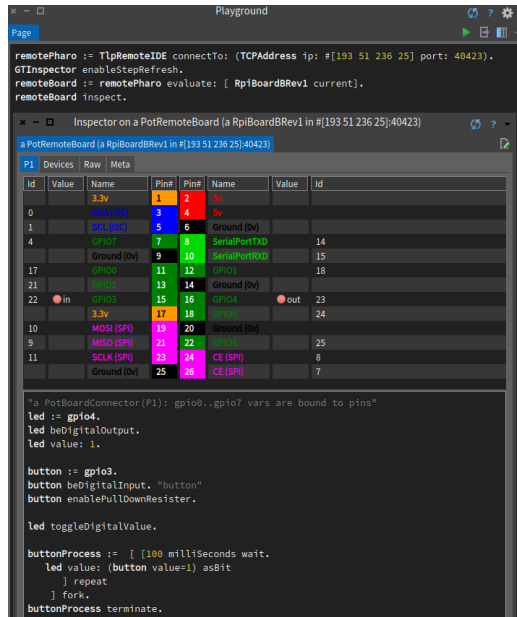 Playground
Page
remotePharo := TlpRemoteIDE connectTo: (TCPAddress ip: #[193 51 236 25] port: 40423).
GTInspector enableStepRefresh.
remoteBoard := remotePharo evaluate: [ RpiBoardBRev1 current].
remoteBoard inspect.
Inspector on a PotRemoteBoard (a RpiBoardBRev1 in #[193 51 236 25]:40423)
a PotRemoteBoard (a RpiBoardBRev1 in #[193 51 236 25]:40423)
P1 Devices Raw Meta
Id Value Name Pin# Pin# Name Value Id
3.3v 1 2 5v
0 SDA (I2C) 3 4 5v
1 SCL (I2C) 5 6 Ground (0v)
4 GPIO7 7 8 SerialPortTXD 14
Ground (0v) 9 10 SerialPortRXD 15
17 GPIO0 11 12 GPIO1 18
21 GPIO2 13 14 Ground (0v)
22 in GPIO3 15 16 GPIO4 out 23
3.3v 17 18 GPIO5 24
10 MOSI (SPI) 19 20 Ground (0v)
9 MISO (SPI) 21 22 GPIO6 25
11 SCLK (SPI) 23 24 CE (SPI) 8
Ground (0v) 25 26 CE (SPI) 7
"a PotBoardConnector(P1): gpio0..gpio7 vars are bound to pins"
led := gpio4.
led beDigitalOutput.
led value: 1.
button := gpio3.
button beDigitalInput. "button"
button enablePullDownResister.
led toggleDigitalValue.
buttonProcess := [ [100 milliSeconds wait.
led value: (button value=1) asBit
] repeat
] fork.
buttonProcess terminate.